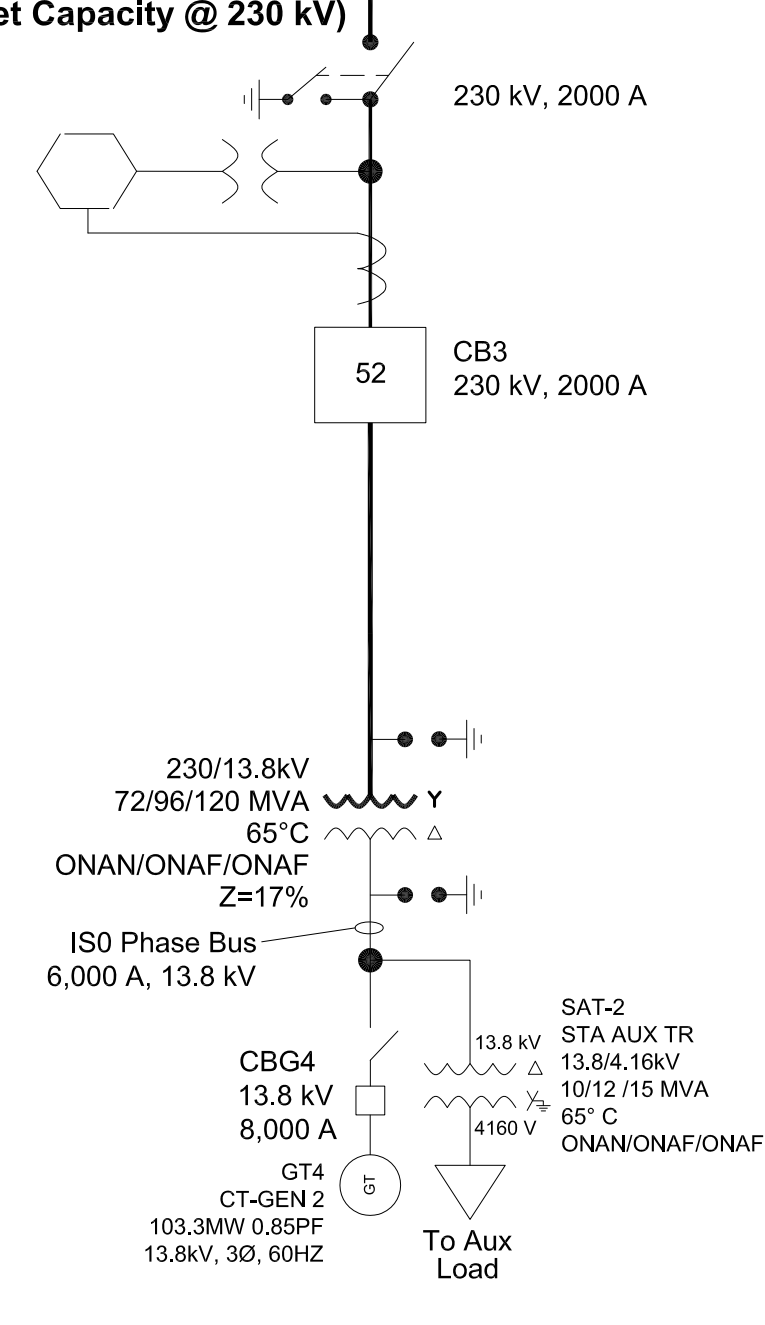 et Capacity @ 230 kV)
230 kV, 2000 A
52
CB3
230 kV, 2000 A
230/13.8kV
72/96/120 MVA
Y
65°C
ONAN/ONAF/ONAF
Z=17%
IS0 Phase Bus
6,000 A, 13.8 kV
CBG4
13.8 kV
8,000 A
GT4
CT-GEN 2
103.3MW 0.85PF
13.8kV, 3Ø, 60HZ
GT
13.8 kV
4160 V
SAT-2
STA AUX TR
13.8/4.16kV
10/12 /15 MVA
65° C
ONAN/ONAF/ONAF
To Aux
Load